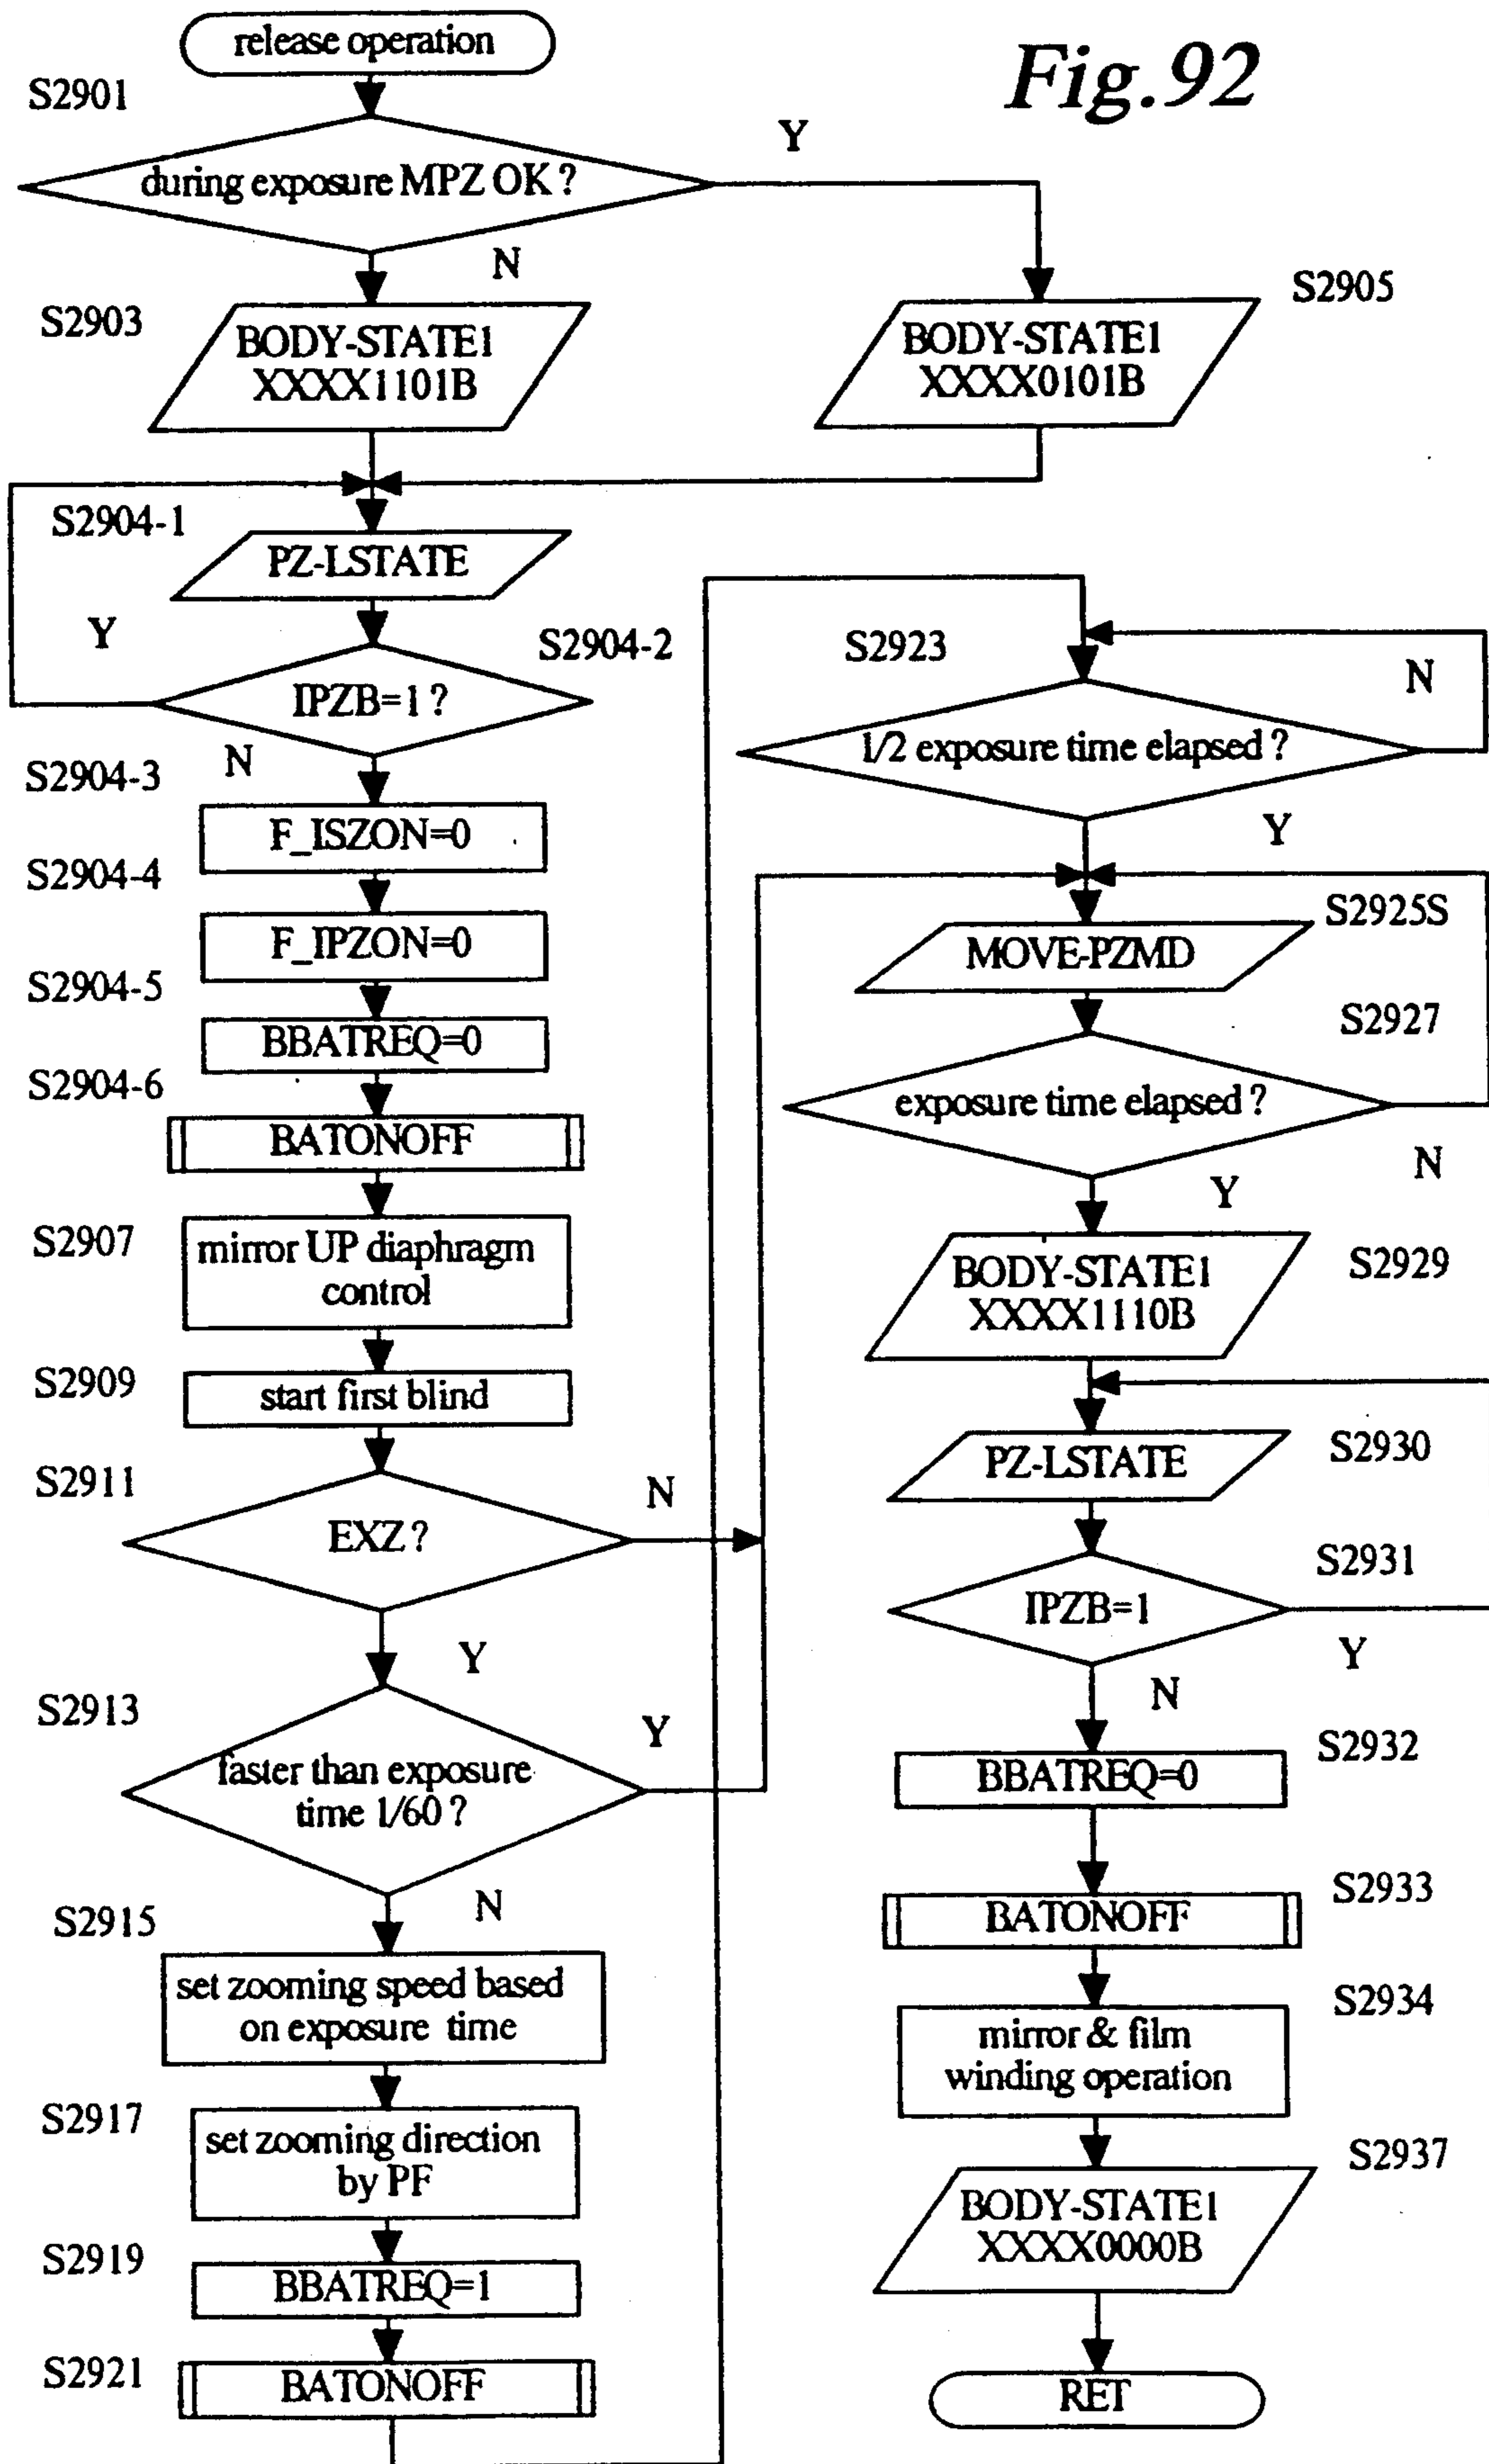 Fig.92
release operation
S2901
during exposure MPZ OK ?
Y
N
S2903
BODY-STATE1
XXXX1101B
S2905
BODY-STATE1
XXXX0101B
S2904-1
PZ-LSTATE
Y
S2904-2
IPZB=1 ?
N
S2904-3
F_ISZON=0
S2904-4
F_IPZON=0
S2904-5
BBATREQ=0
S2904-6
BATONOFF
S2907
mirror UP diaphragm
control
S2909
start first blind
S2911
EXZ ?
N
Y
S2913
faster than exposure
time 1/60 ?
Y
N
S2915
set zooming speed based
on exposure time
S2917
set zooming direction
by PF
S2919
BBATREQ=1
S2921
BATONOFF
S2923
1/2 exposure time elapsed ?
N
Y
S2925S
MOVE-PZMD
S2927
exposure time elapsed ?
N
Y
S2929
BODY-STATE1
XXXX1110B
S2930
PZ-LSTATE
S2931
IPZB=1
Y
N
S2932
BBATREQ=0
S2933
BATONOFF
S2934
mirror & film
winding operation
S2937
BODY-STATE1
XXXX0000B
RET